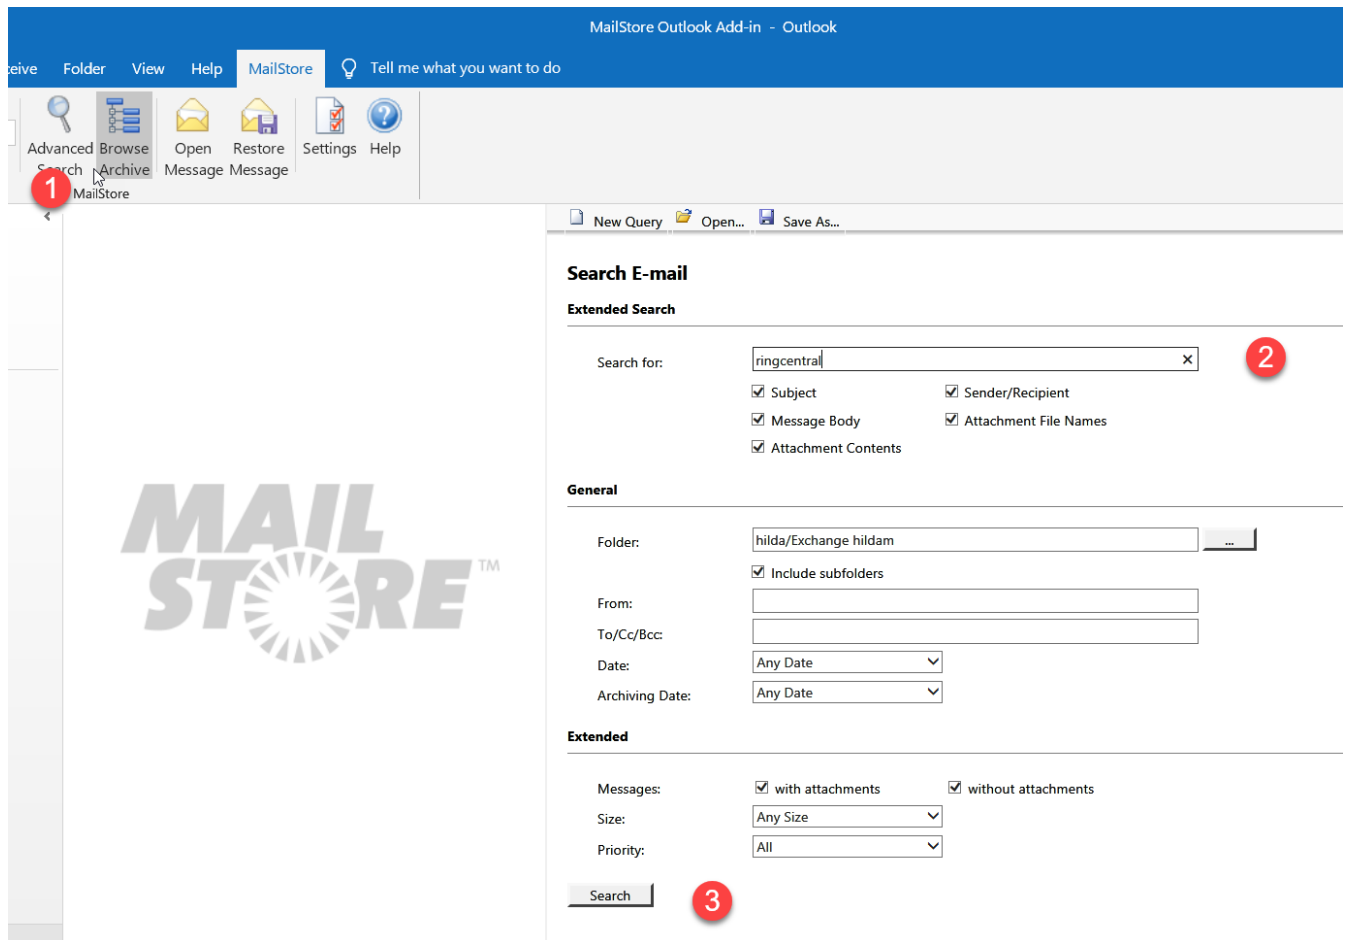 MailStore Outlook Add-in - Outlook
ceive Folder View Help MailStore Tell me what you want to do
Advanced Search
Browse Archive
Open Message
Restore Message
Settings
Help
1
MailStore
New Query Open... Save As...
Search E-mail
Extended Search
Search for: ringcentral
2
Subject Sender/Recipient
Message Body Attachment File Names
Attachment Contents
MAIL
STORE™
General
Folder: hilda/Exchange hildam ...
Include subfolders
From:
To/Cc/Bcc:
Date: Any Date
Archiving Date: Any Date
Extended
Messages: with attachments without attachments
Size: Any Size
Priority: All
Search
3